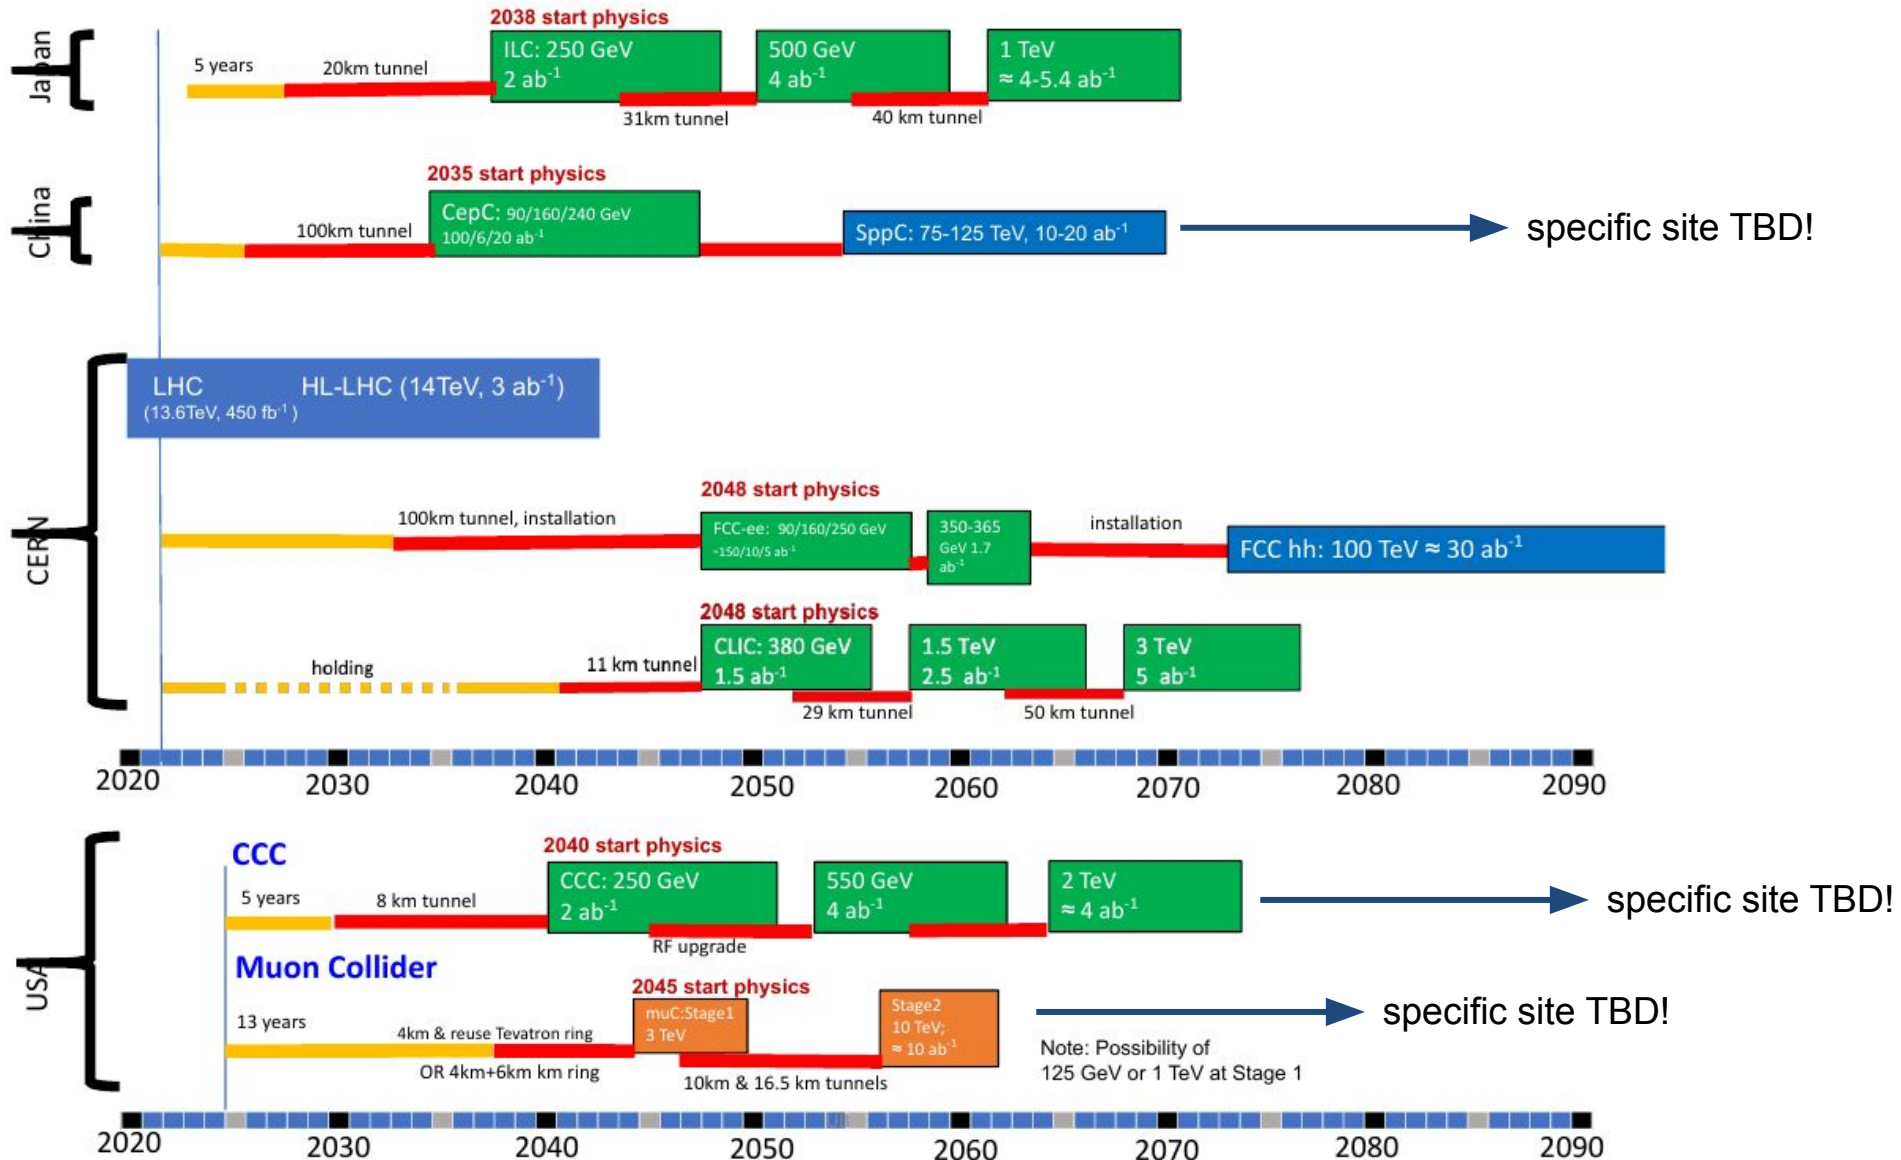 Japan
2038 start physics
5 years
20km tunnel
ILC: 250 GeV
2 ab⁻¹
31km tunnel
500 GeV
4 ab⁻¹
40 km tunnel
1 TeV
≈ 4-5.4 ab⁻¹
China
2035 start physics
100km tunnel
CepC: 90/160/240 GeV
100/6/20 ab⁻¹
SppC: 75-125 TeV, 10-20 ab⁻¹
specific site TBD!
CERN
LHC HL-LHC (14TeV, 3 ab⁻¹)
(13.6TeV, 450 fb⁻¹ )
2048 start physics
100km tunnel, installation
FCC-ee: 90/160/250 GeV
~150/10/5 ab⁻¹
350-365
GeV 1.7
ab⁻¹
installation
FCC hh: 100 TeV ≈ 30 ab⁻¹
2048 start physics
holding
11 km tunnel
CLIC: 380 GeV
1.5 ab⁻¹
29 km tunnel
1.5 TeV
2.5 ab⁻¹
50 km tunnel
3 TeV
5 ab⁻¹
2020 2030 2040 2050 2060 2070 2080 2090
USA
CCC
2040 start physics
5 years
8 km tunnel
CCC: 250 GeV
2 ab⁻¹
RF upgrade
550 GeV
4 ab⁻¹
2 TeV
≈ 4 ab⁻¹
specific site TBD!
Muon Collider
2045 start physics
13 years
4km & reuse Tevatron ring
OR 4km+6km km ring
muC:Stage1
3 TeV
10km & 16.5 km tunnels
Stage2
10 TeV;
≈ 10 ab⁻¹
specific site TBD!
Note: Possibility of
125 GeV or 1 TeV at Stage 1
2020 2030 2040 2050 2060 2070 2080 2090